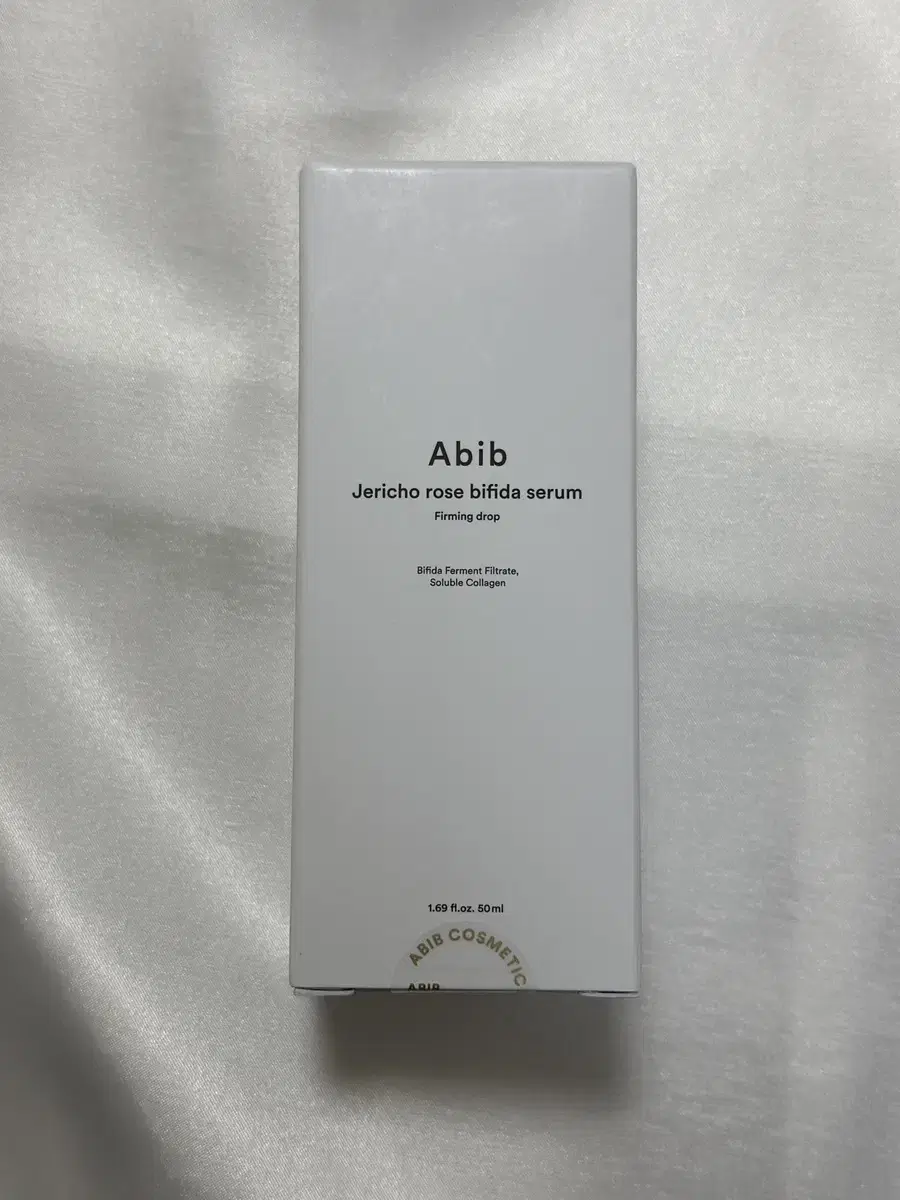 Abib
Jericho rose bifida serum
Firming drop
Bifida Ferment Filtrate,
Soluble Collagen
1.69 fl.oz. 50ml
ABIB COSMETIC
ABIB